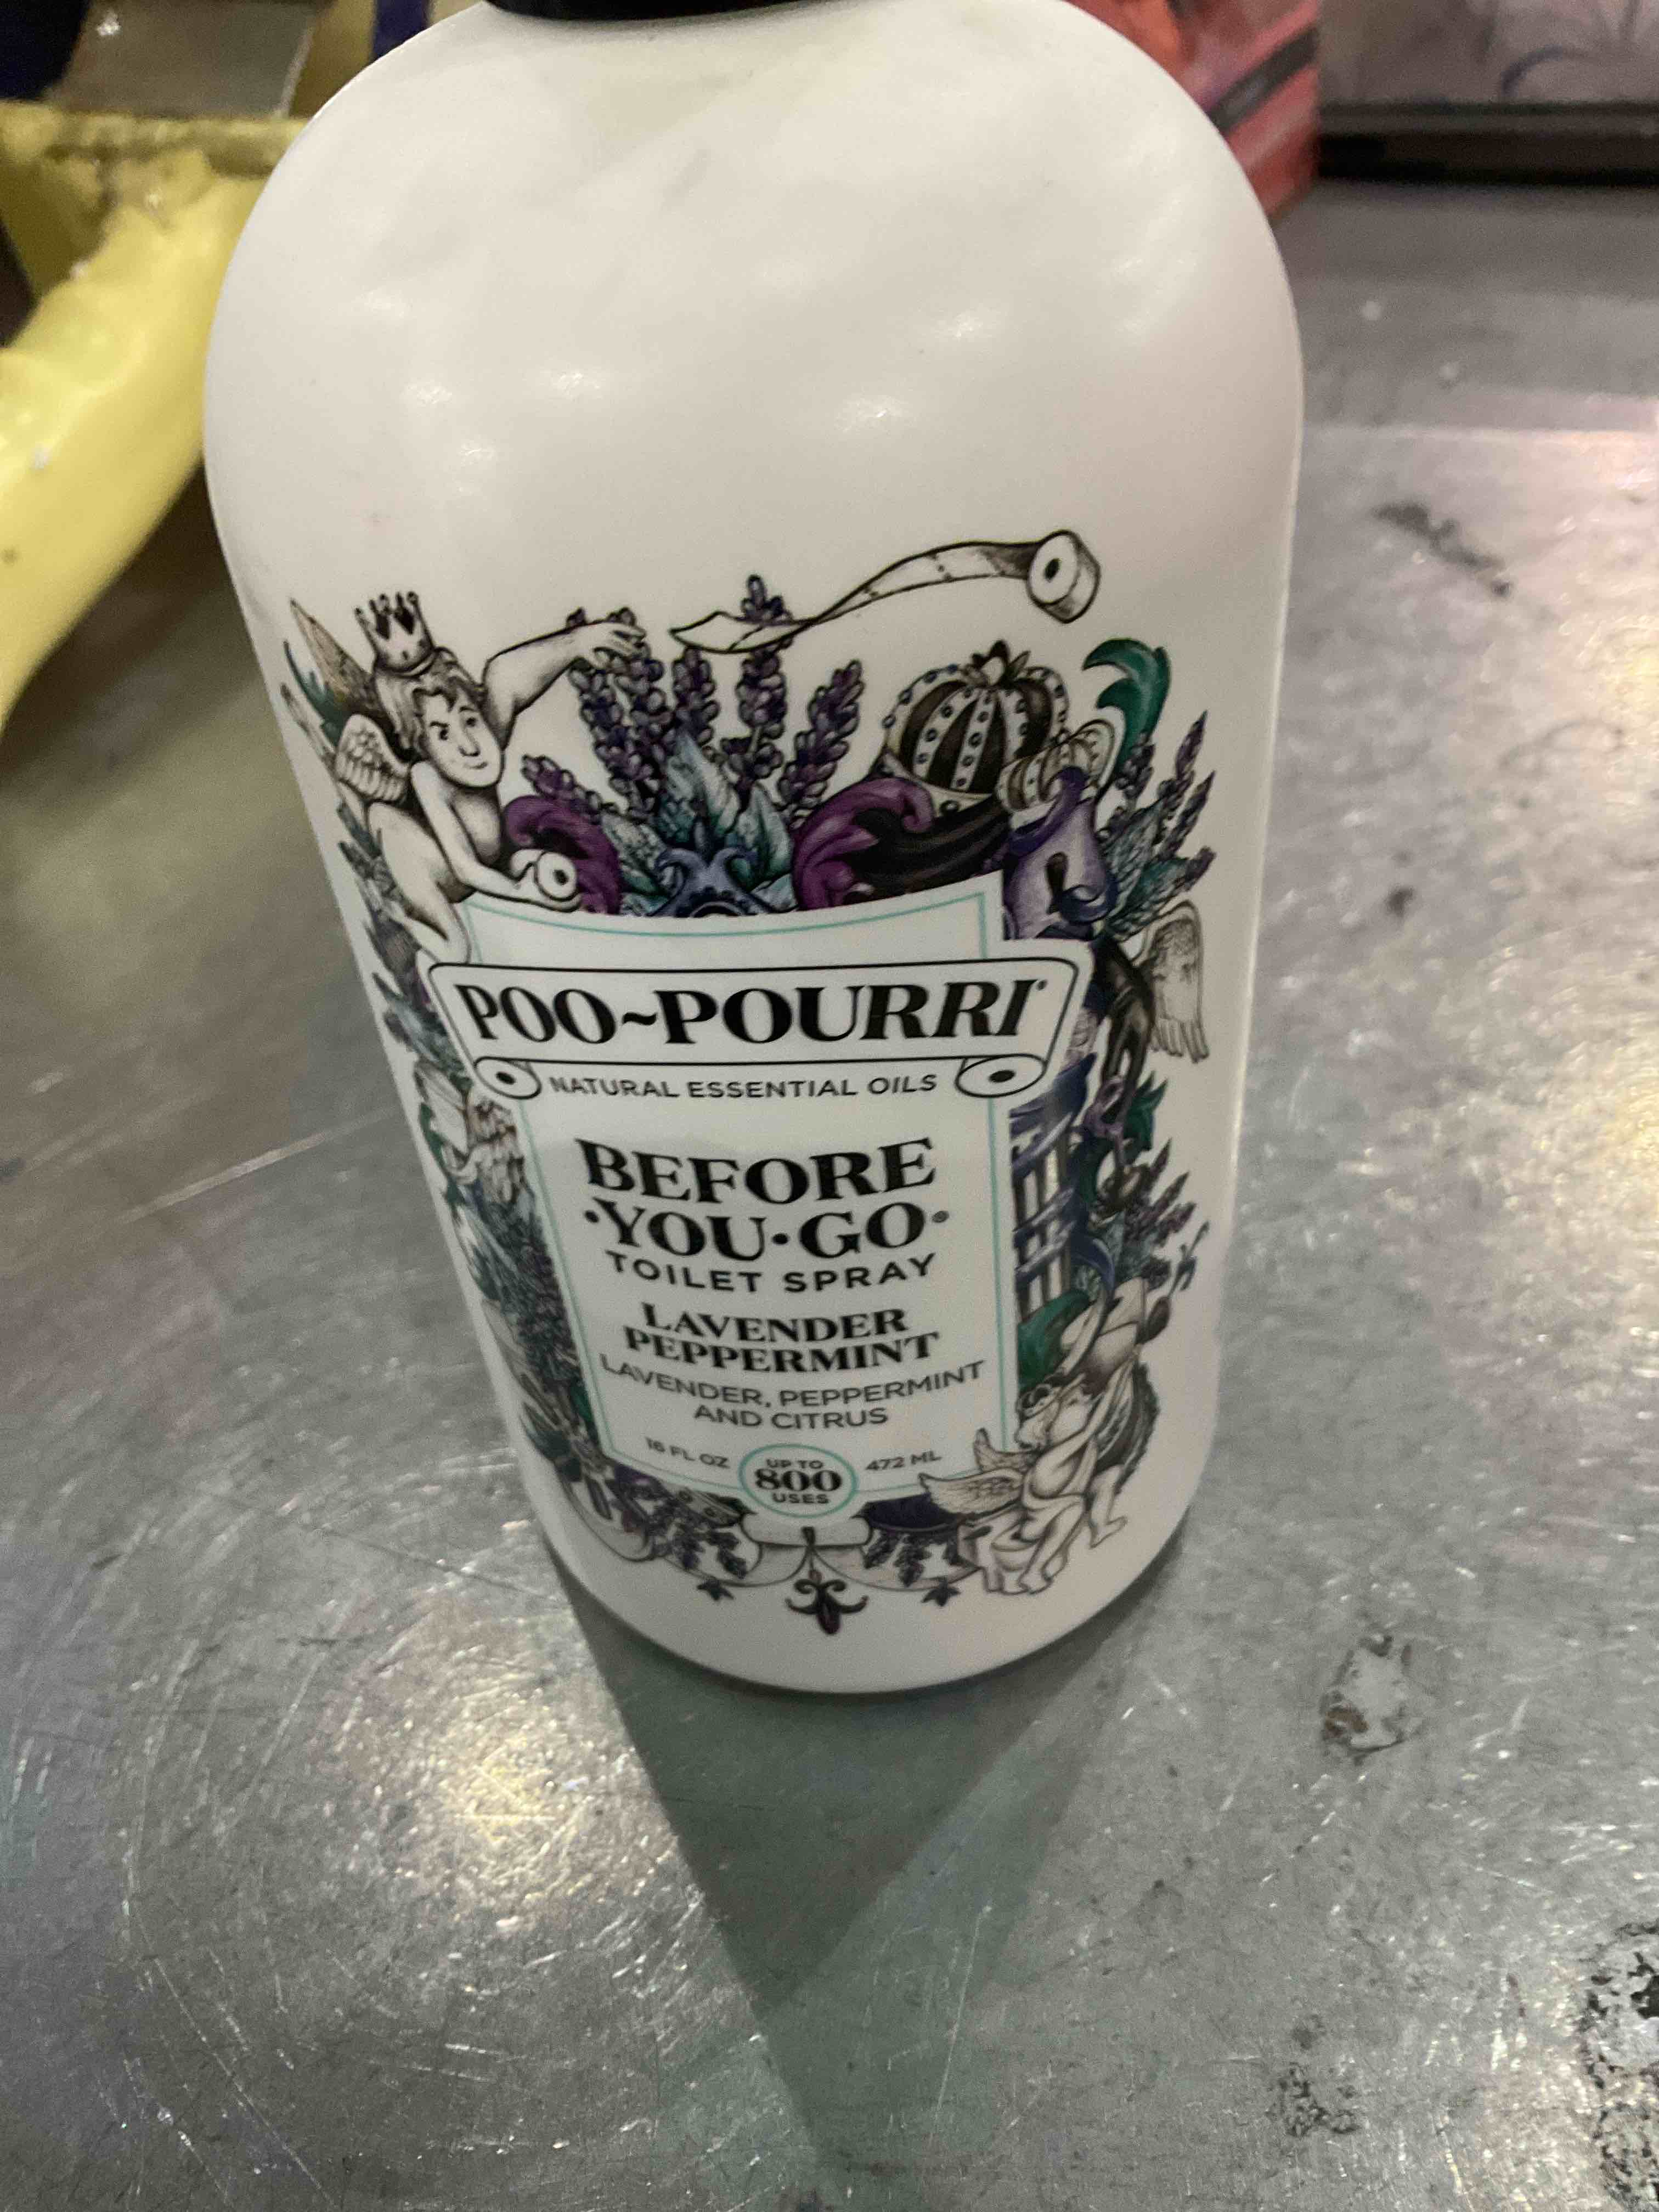 POO~POURRI
NATURAL ESSENTIAL OILS
BEFORE
·YOU·GO·
TOILET SPRAY
LAVENDER
PEPPERMINT
LAVENDER, PEPPERMINT
AND CITRUS
16 FL OZ
UP TO
800
USES
472 ML